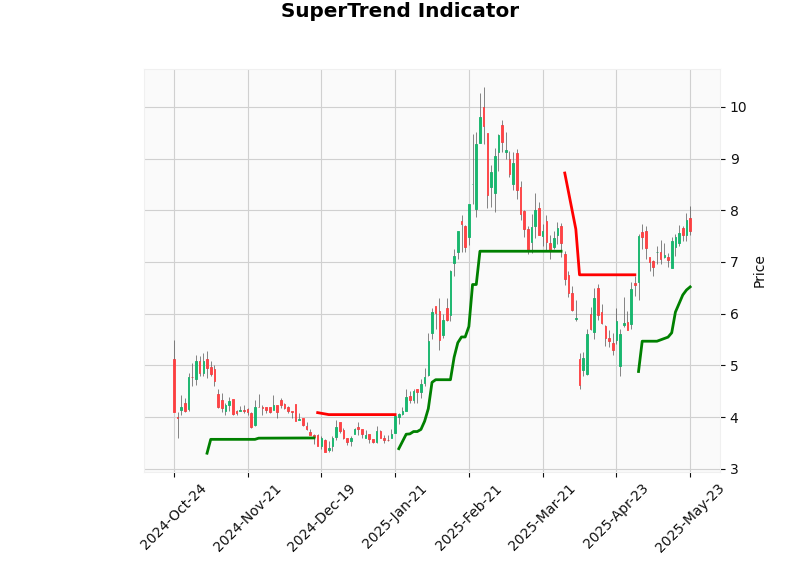 SuperTrend Indicator
10
9
8
7
6
5
4
3
Price
2024-Oct-24
2024-Nov-21
2024-Dec-19
2025-Jan-21
2025-Feb-21
2025-Mar-21
2025-Apr-23
2025-May-23